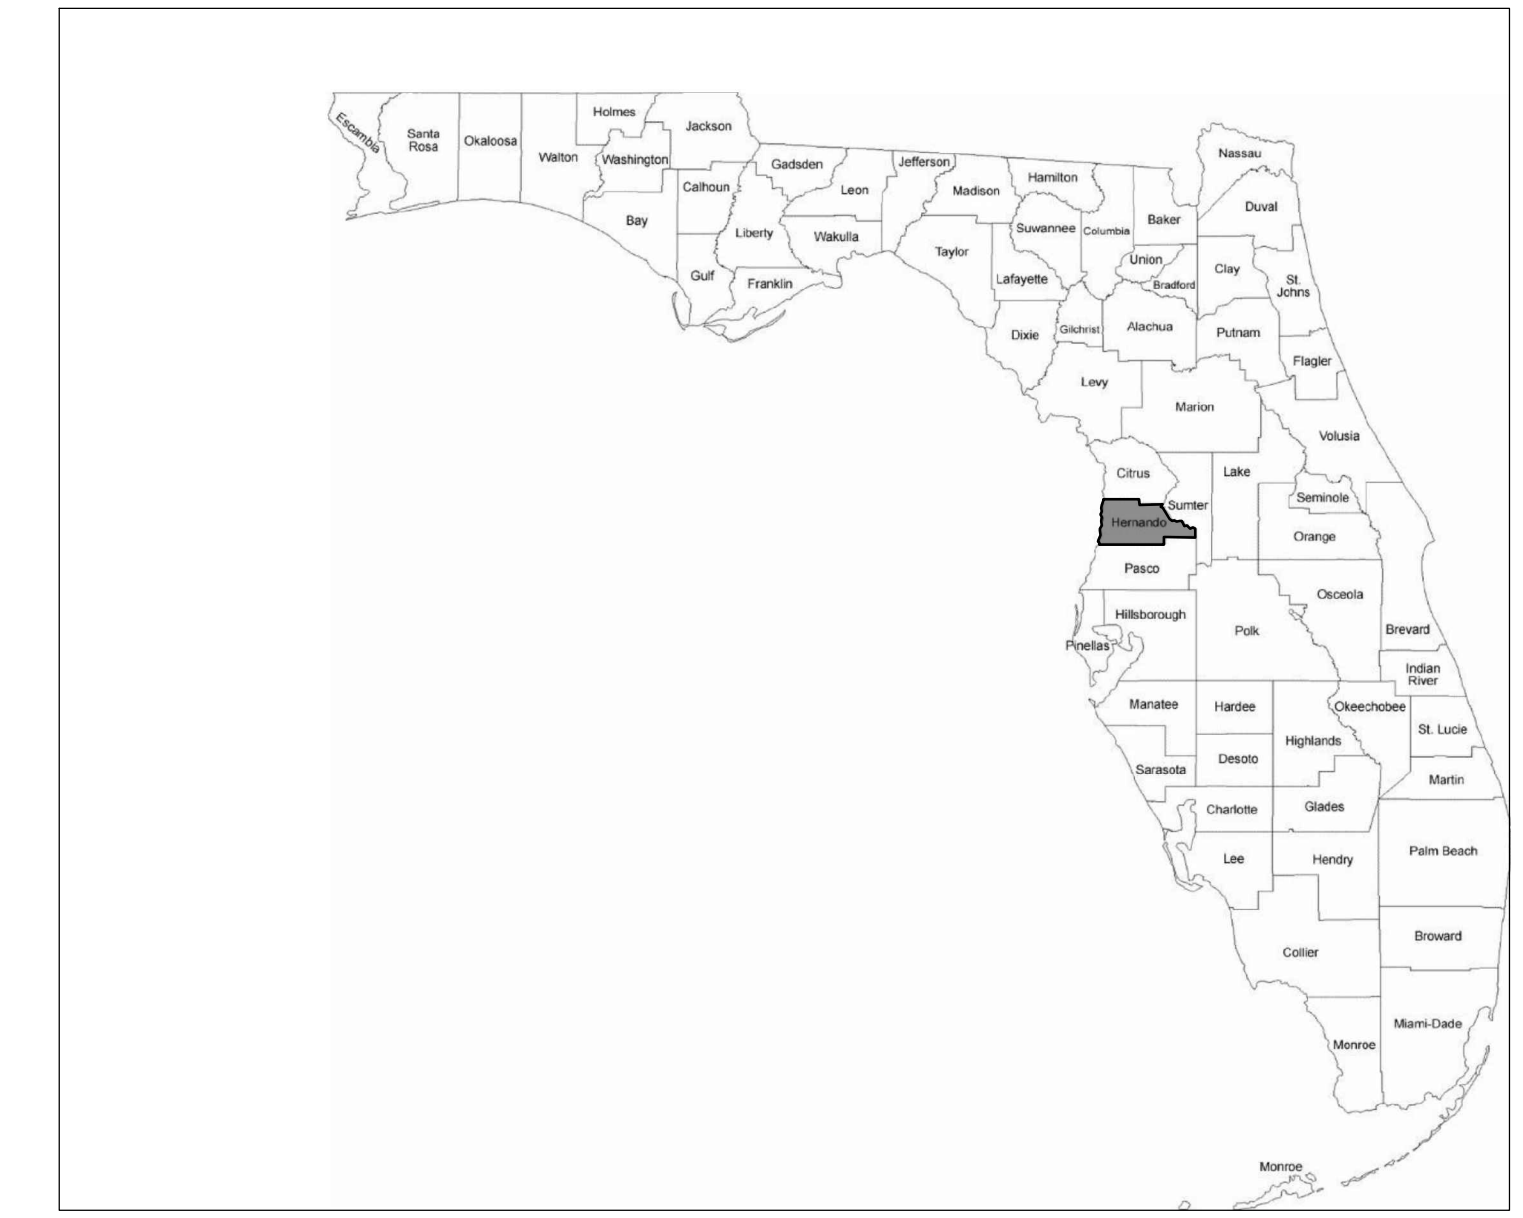 Escambia
Santa
Rosa
Okaloosa
Walton
Holmes
Washington
Jackson
Calhoun
Bay
Gulf
Gadsden
Liberty
Franklin
Leon
Wakulla
Jefferson
Madison
Taylor
Hamilton
Suwannee
Lafayette
Columbia
Baker
Union
Bradford
Nassau
Duval
Clay
St.
Johns
Dixie
Gilchrist
Alachua
Putnam
Flagler
Levy
Marion
Volusia
Citrus
Sumter
Lake
Seminole
Hernando
Orange
Pasco
Osceola
Hillsborough
Polk
Brevard
Pinellas
Indian
River
Manatee
Hardee
Okeechobee
St. Lucie
Highlands
Sarasota
Desoto
Martin
Charlotte
Glades
Lee
Hendry
Palm Beach
Collier
Broward
Monroe
Miami-Dade
Monroe